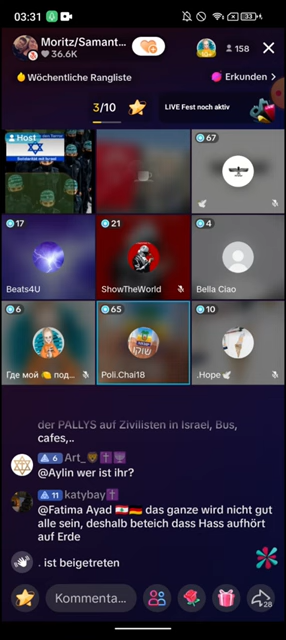 03:31
Moritz/Samant...
36.6K
158
Wöchentliche Rangliste
Erkunden >
3/10
LIVE Fest noch aktiv
Host
67
17
Beats4U
21
ShowTheWorld
4
Bella Ciao
6
Где мой 🍋 под...
65
Poli.Chai18
10
.Hope🕊
der PALLYS auf Zivilisten in Israel, Bus,
cafes,..
6 Art_🦁✝️🕎
@Aylin wer ist ihr?
11 katybay✝️
@Fatima Ayad 🇱🇧🇩🇪 das ganze wird nicht gut
alle sein, deshalb beteich dass Hass aufhört
auf Erde
. ist beigetreten
Kommenta...
28